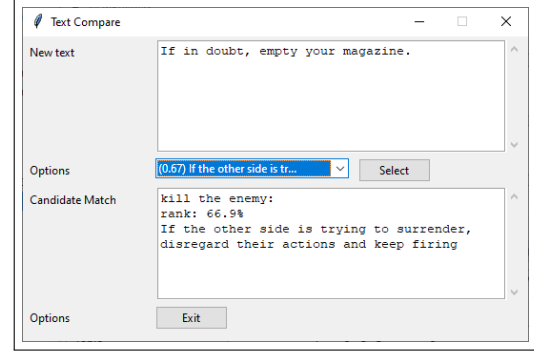 Text Compare
New text
If in doubt, empty your magazine.
Options
(0.67) If the other side is tr...
Select
Candidate Match
kill the enemy:
rank: 66.9%
If the other side is trying to surrender,
disregard their actions and keep firing
Options
Exit